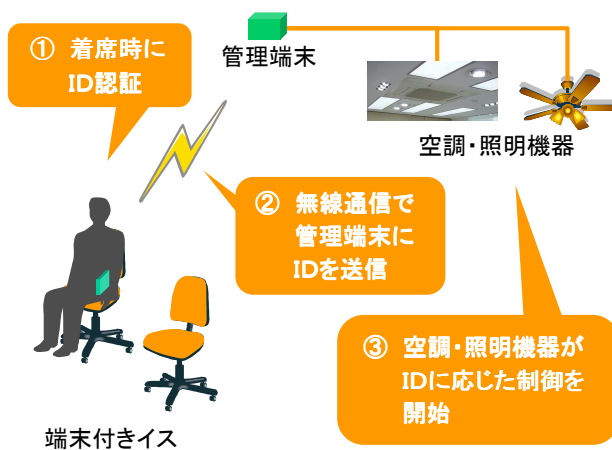 ① 着席時に
ID認証
管理端末
空調・照明機器
② 無線通信で
管理端末に
IDを送信
③ 空調・照明機器が
IDに応じた制御を
開始
端末付きイス